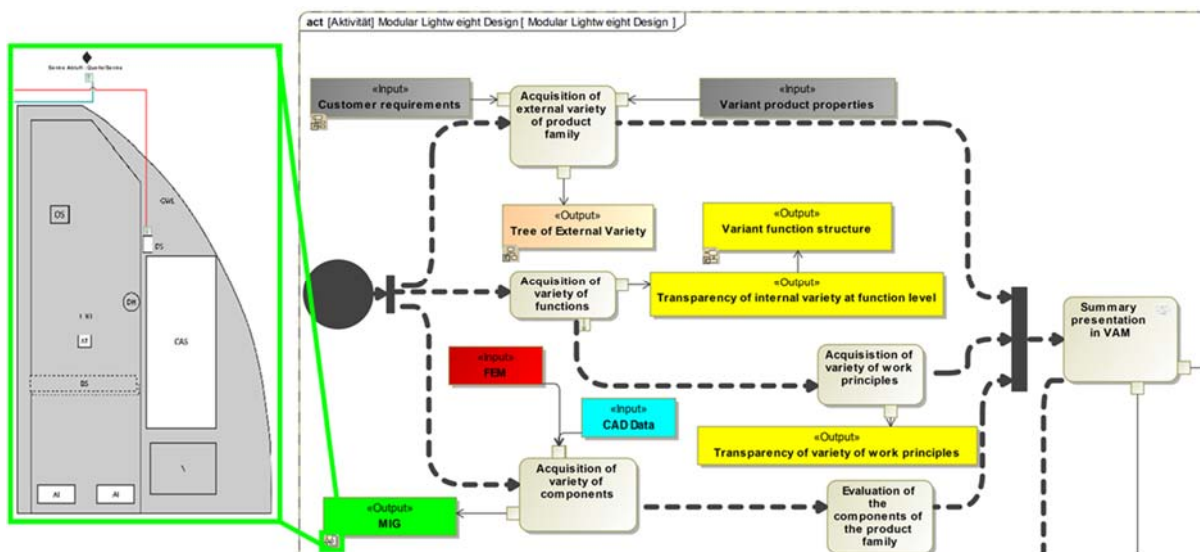 act [Aktivität] Modular Lightweight Design [ Modular Lightweight Design ]
«Input»
Customer requirements
Acquisition of
external variety
of product
family
«Input»
Variant product properties
«Output»
Tree of External Variety
«Output»
Variant function structure
Acquisition of
variety of
functions
«Output»
Transparency of internal variety at function level
Summary
presentation
in VAM
«Input»
FEM
Acquisistion of
variety of work
principles
«Input»
CAD Data
«Output»
Transparency of variety of work principles
Acquisition of
variety of
components
Evaluation of
the
components of
the product
family
«Output»
MIG
OS
OWL
DS
DH
CAS
DS
AI
AI